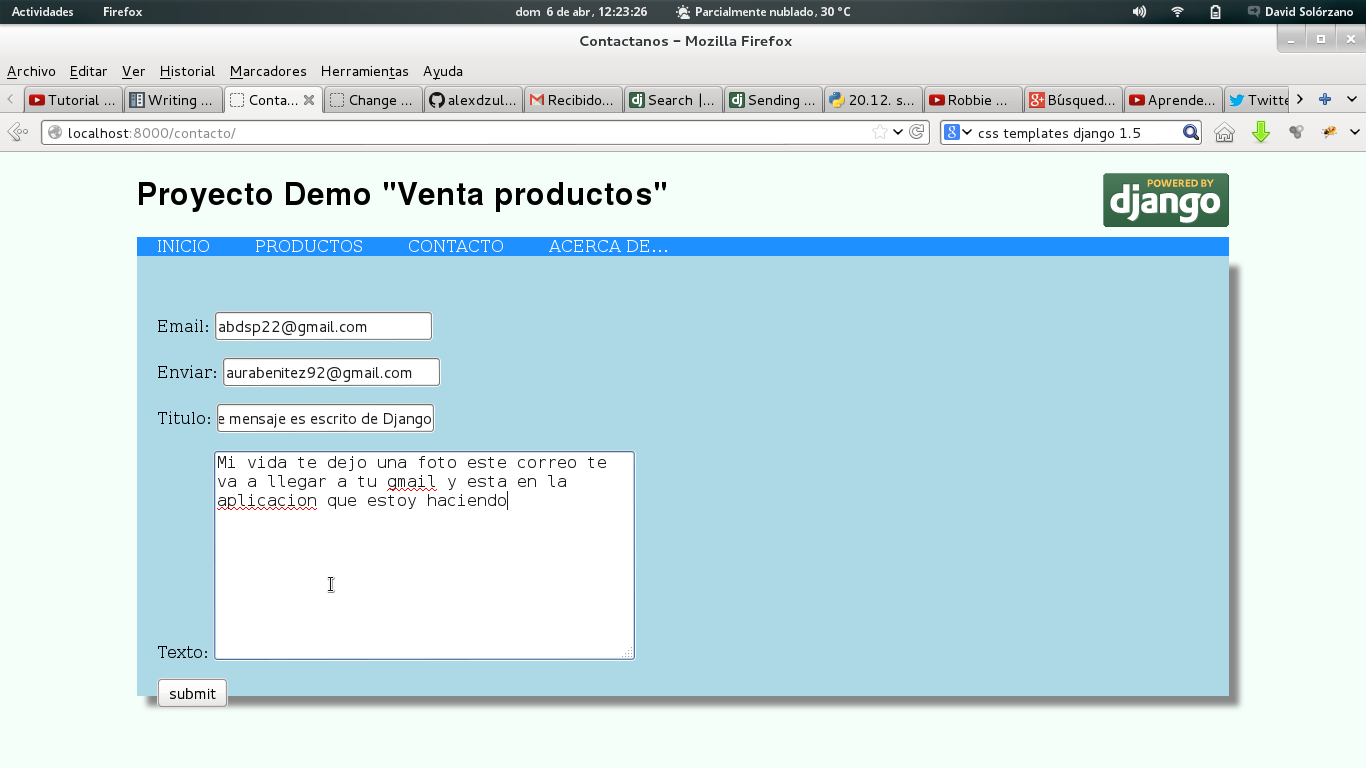 Actividades Firefox dom 6 de abr, 12:23:26 Parcialmente nublado, 30 °C David Solórzano
Contactanos - Mozilla Firefox
Archivo Editar Ver Historial Marcadores Herramientas Ayuda
Tutorial ... Writing ... Conta... Change ... alexdzul... Recibido... Search |... Sending ... 20.12. s... Robbie ... Búsqued... Aprende... Twitte
localhost:8000/contacto/ css templates django 1.5
Proyecto Demo "Venta productos"
POWERED BY
django
INICIO PRODUCTOS CONTACTO ACERCA DE...
Email: abdsp22@gmail.com
Enviar: aurabenitez92@gmail.com
Titulo: e mensaje es escrito de Django
Mi vida te dejo una foto este correo te
va a llegar a tu gmail y esta en la
aplicacion que estoy haciendo
Texto:
submit